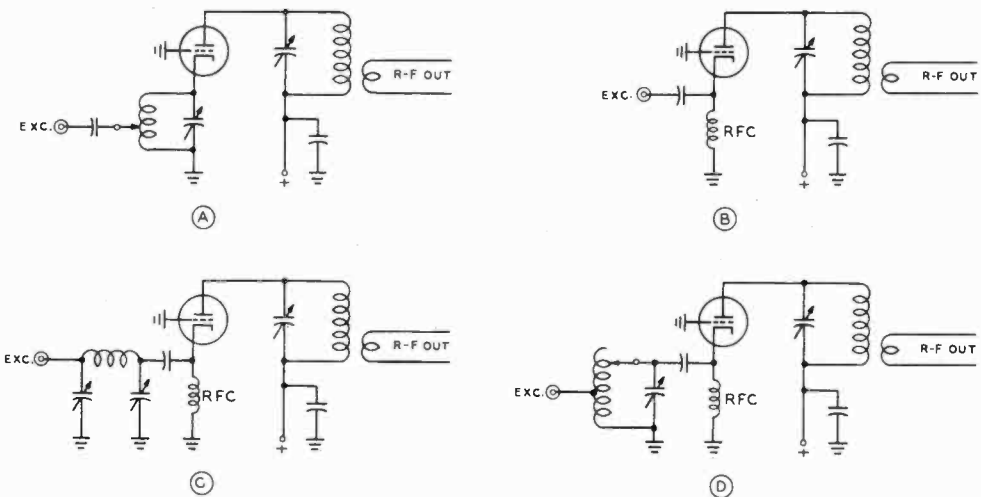 R-F OUT
EXC.
+
A
R-F OUT
EXC.
RFC
+
B
R-F OUT
EXC.
RFC
+
C
R-F OUT
EXC.
RFC
+
D